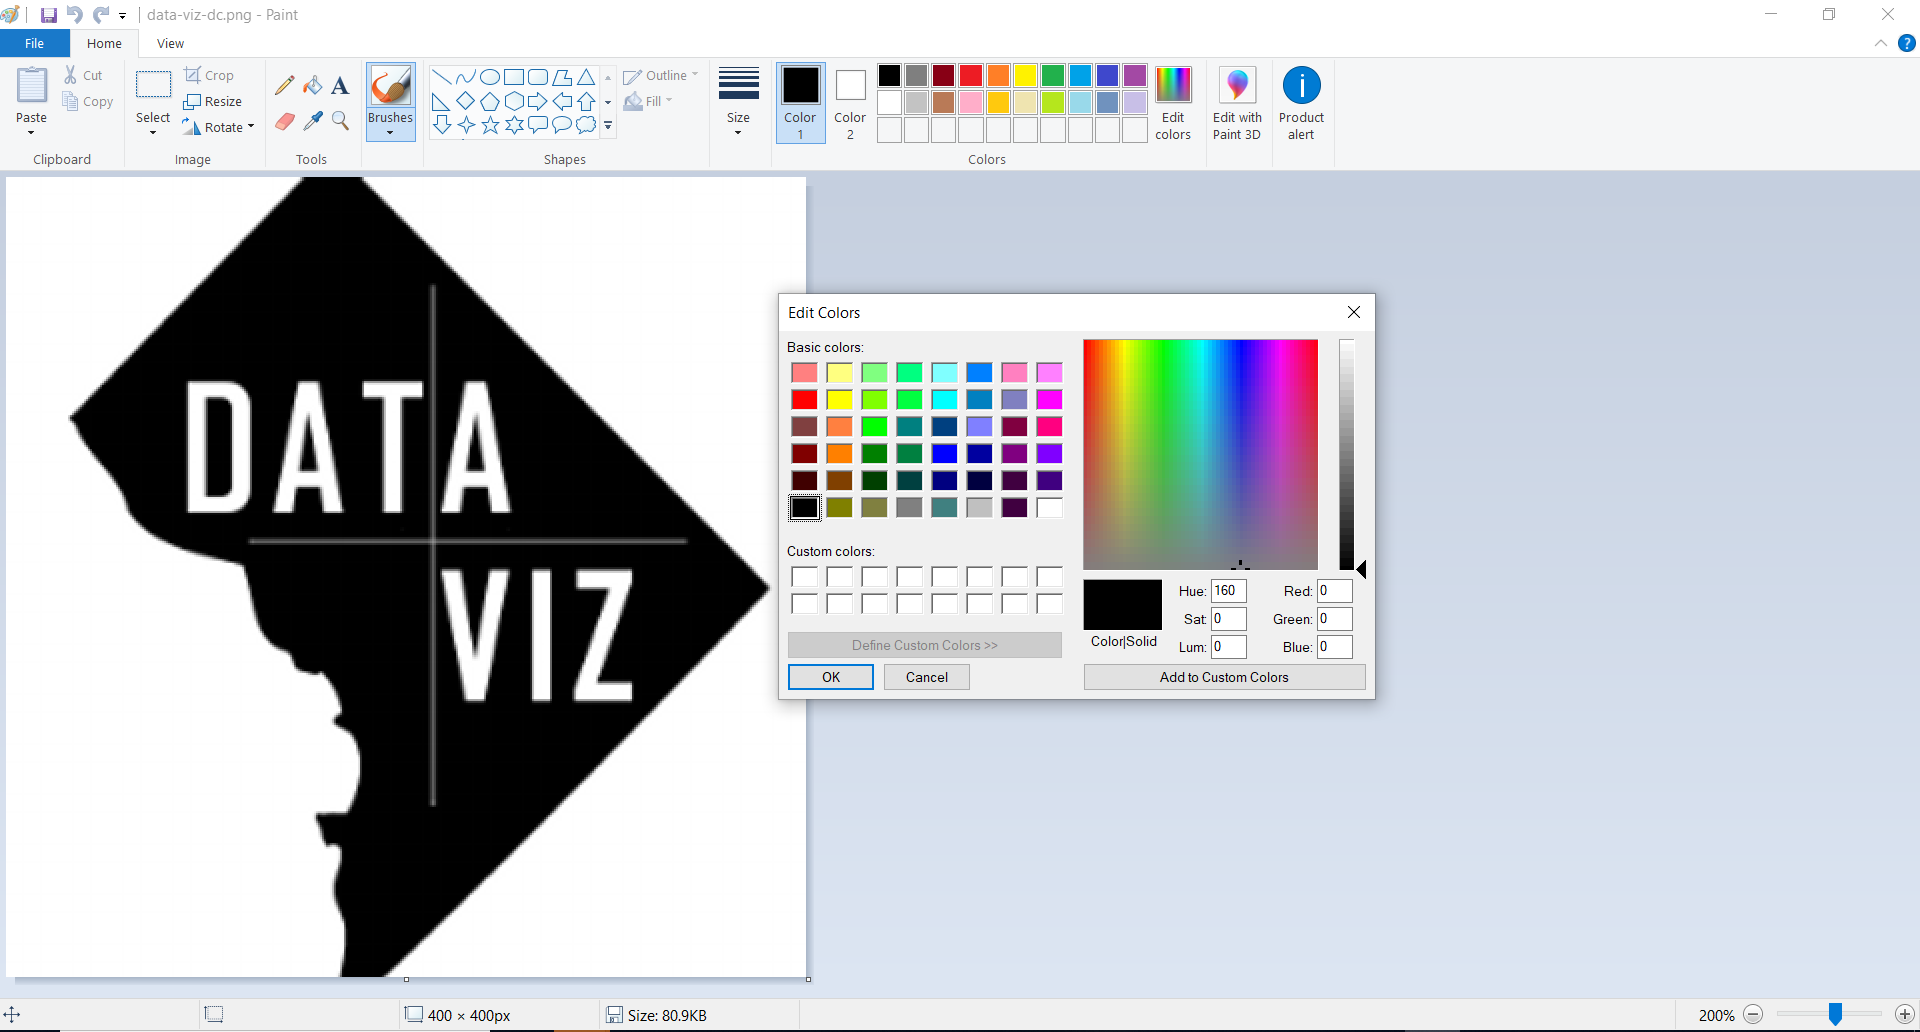 data-viz-dc.png - Paint
File Home View
Paste
Cut
Copy
Clipboard
Select
Crop
Resize
Rotate
Image
A
Tools
Brushes
Outline
Fill
Shapes
Size
Color
1
Color
2
Edit
colors
Colors
Edit with
Paint 3D
Product
alert
DATA
VIZ
Edit Colors
Basic colors:
Custom colors:
Define Custom Colors >>
OK Cancel
Color|Solid
Hue: 160 Red: 0
Sat: 0 Green: 0
Lum: 0 Blue: 0
Add to Custom Colors
400 × 400px Size: 80.9KB 200%